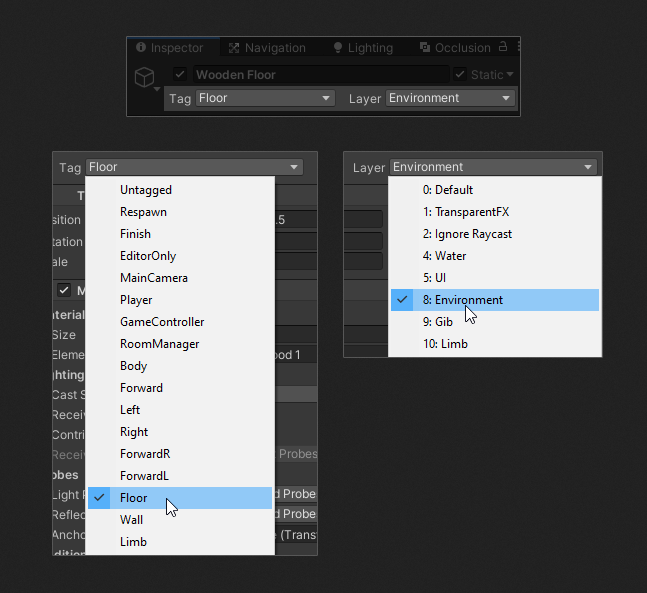 Inspector Navigation Lighting Occlusion
Wooden Floor Static
Tag Floor Layer Environment
Tag Floor
Untagged
Respawn
Finish
EditorOnly
MainCamera
Player
GameController
RoomManager
Body
Forward
Left
Right
ForwardR
ForwardL
Floor
Wall
Limb
T
sition
.5
tation
ale
M
aterial
Size
Eleme
ood 1
ghting
Cast S
Receiv
Contri
Receiv
Probes
obes
Light P
d Probe
Reflec
d Probe
Ancho
(Transf
Layer Environment
0: Default
1: TransparentFX
2: Ignore Raycast
4: Water
5: UI
8: Environment
9: Gib
10: Limb